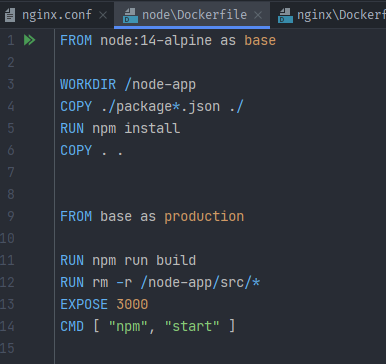 nginx.conf node\Dockerfile nginx\Dockerf
1 FROM node:14-alpine as base
2
3 WORKDIR /node-app
4 COPY ./package*.json ./
5 RUN npm install
6 COPY . .
7
8
9 FROM base as production
10
11 RUN npm run build
12 RUN rm -r /node-app/src/*
13 EXPOSE 3000
14 CMD [ "npm", "start" ]
15